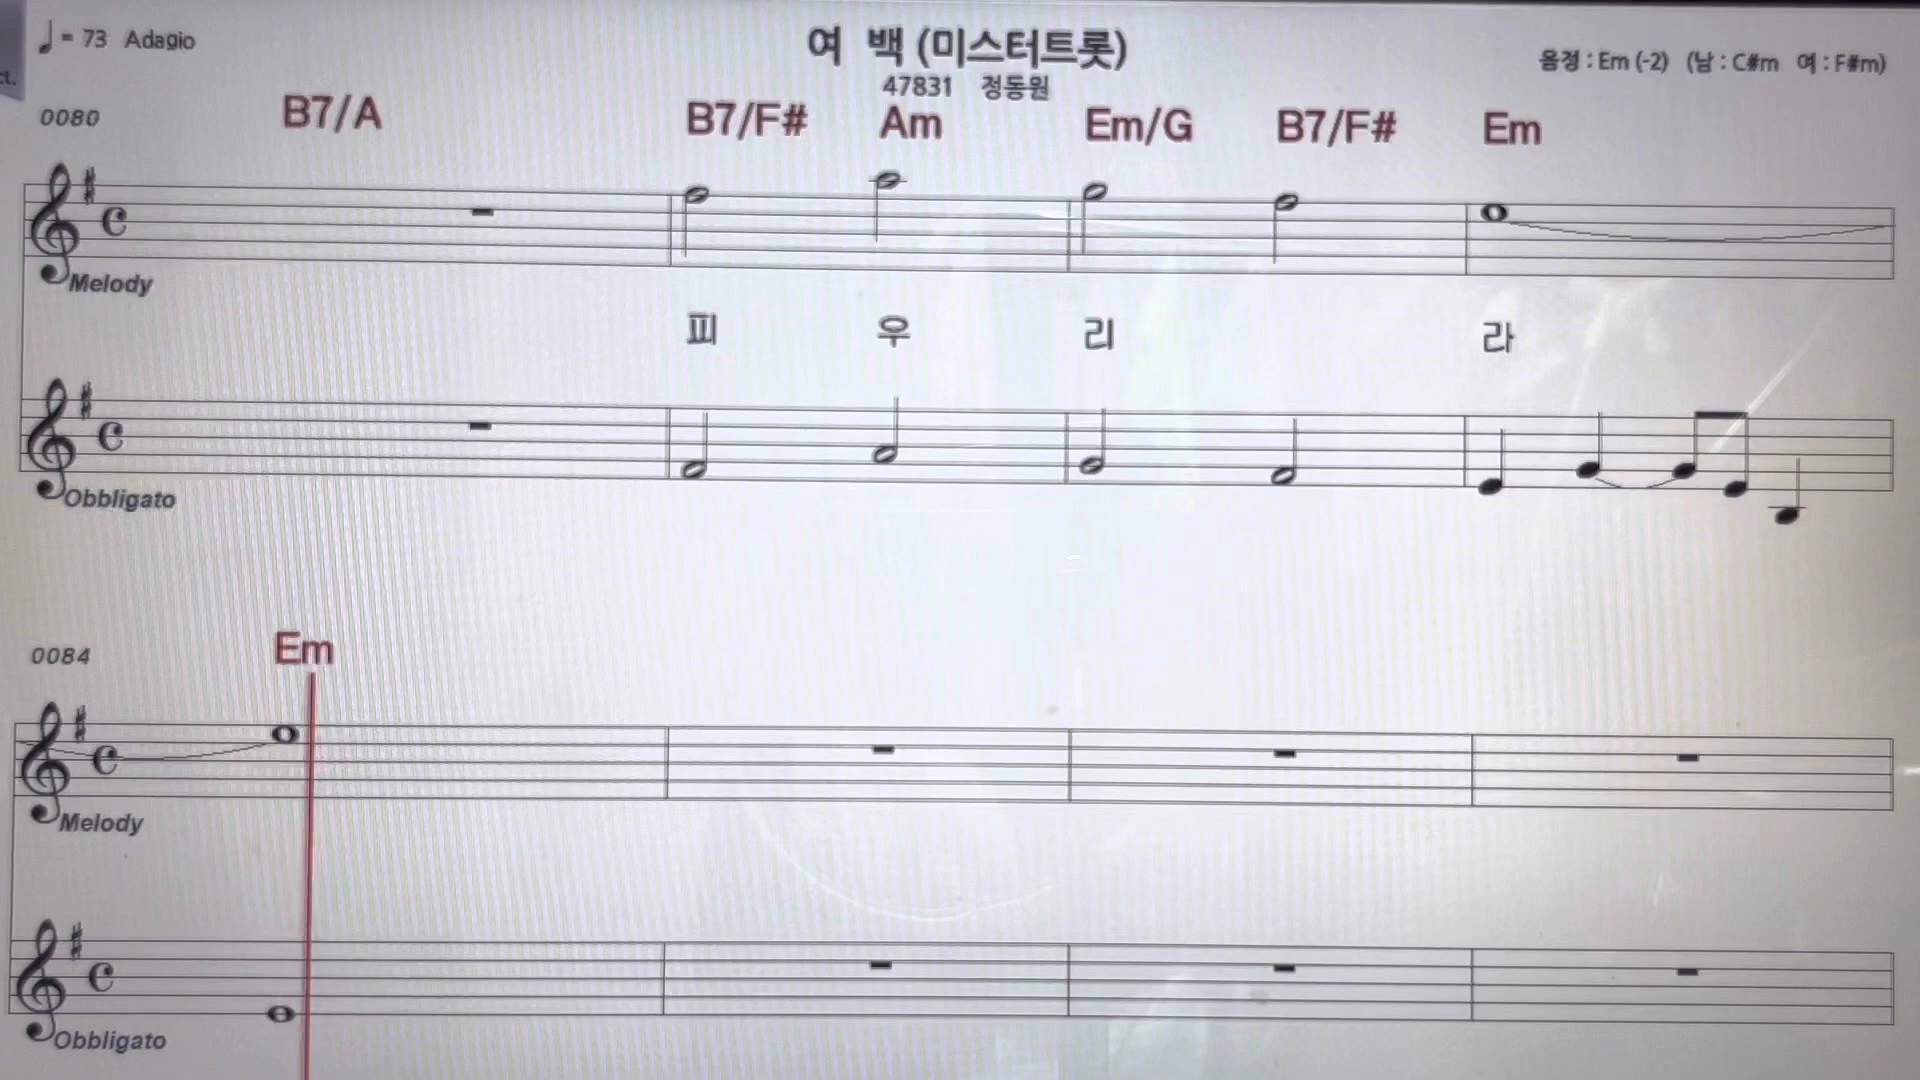 ♩= 73 Adagio
여 백 (미스터트롯)
47831 정동원
음정 : Em (-2) (남 : C#m 여 : F#m)
ct.
0080 B7/A B7/F# Am Em/G B7/F# Em
Melody
피 우 리 라
Obbligato
0084 Em
Melody
Obbligato